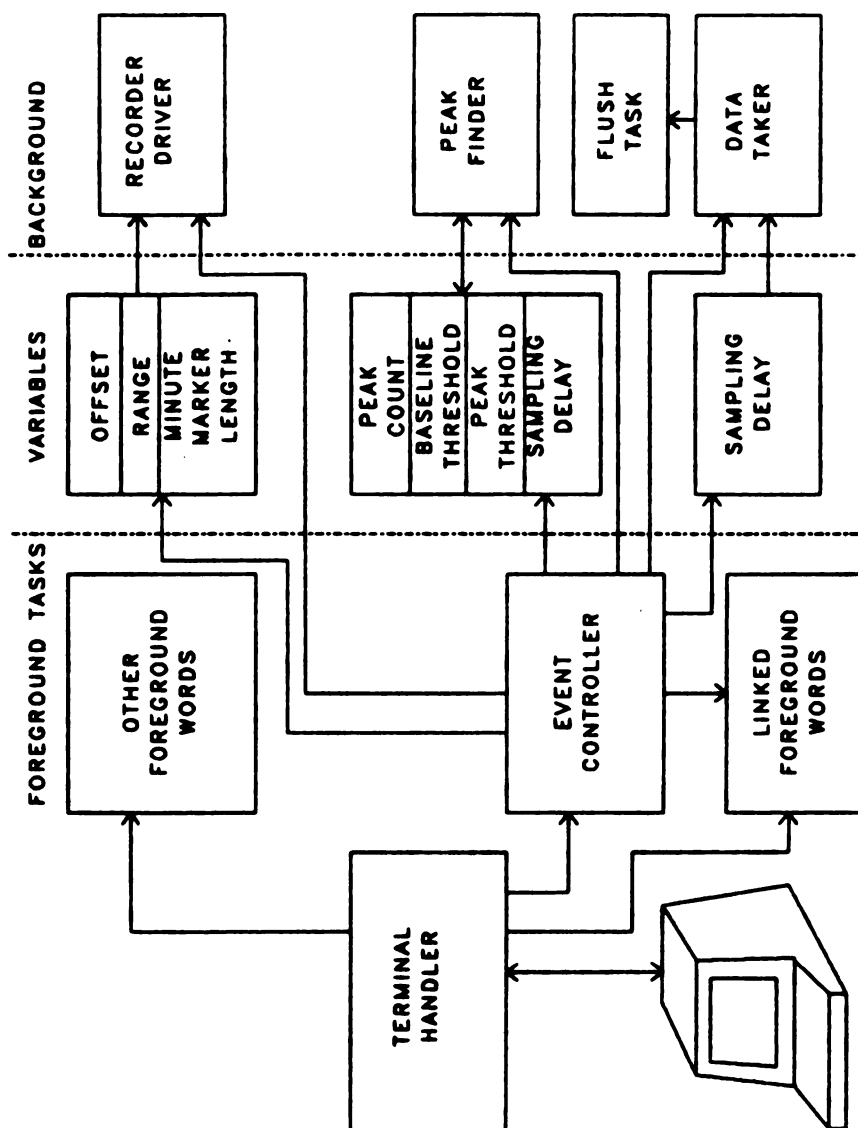 FOREGROUND TASKS
VARIABLES
BACKGROUND
OTHER
FOREGROUND
WORDS
OFFSET
RANGE
MINUTE
MARKER
LENGTH
RECORDER
DRIVER
TERMINAL
HANDLER
EVENT
CONTROLLER
PEAK
COUNT
BASELINE
THRESHOLD
PEAK
THRESHOLD
SAMPLING
DELAY
PEAK
FINDER
FLUSH
TASK
LINKED
FOREGROUND
WORDS
SAMPLING
DELAY
DATA
TAKER